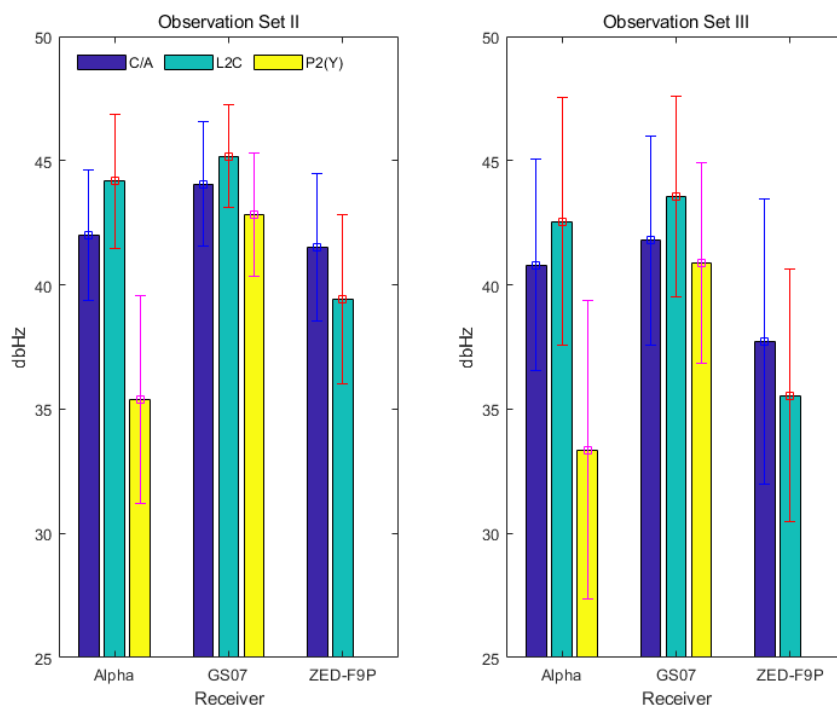 Observation Set II
50
45
40
35
30
25
dbHz
C/A L2C P2(Y)
Alpha GS07 ZED-F9P
Receiver
Observation Set III
50
45
40
35
30
25
dbHz
Alpha GS07 ZED-F9P
Receiver